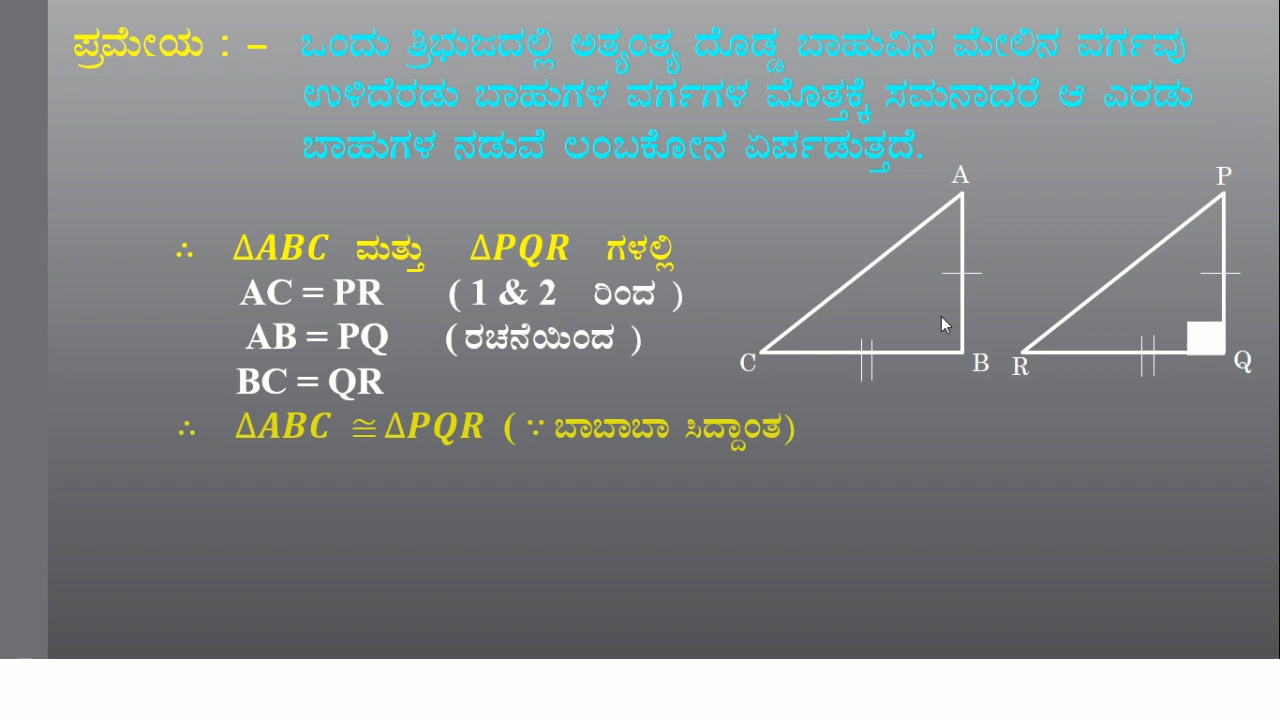 ಪ್ರಮೇಯ : – ಒಂದು ತ್ರಿಭುಜದಲ್ಲಿ ಅತ್ಯಂತ್ಯ ದೊಡ್ಡ ಬಾಹುವಿನ ಮೇಲಿನ ವರ್ಗವು
ಉಳಿದೆರಡು ಬಾಹುಗಳ ವರ್ಗಗಳ ಮೊತ್ತಕ್ಕೆ ಸಮನಾದರೆ ಆ ಎರಡು
ಬಾಹುಗಳ ನಡುವೆ ಲಂಬಕೋನ ಏರ್ಪಡುತ್ತದೆ.
∴ ΔABC ಮತ್ತು ΔPQR ಗಳಲ್ಲಿ
AC = PR ( 1 & 2 ರಿಂದ )
AB = PQ ( ರಚನೆಯಿಂದ )
BC = QR
∴ ΔABC ≅ ΔPQR ( ∵ ಬಾಬಾಬಾ ಸಿದ್ದಾಂತ)
A
C
B
P
R
Q